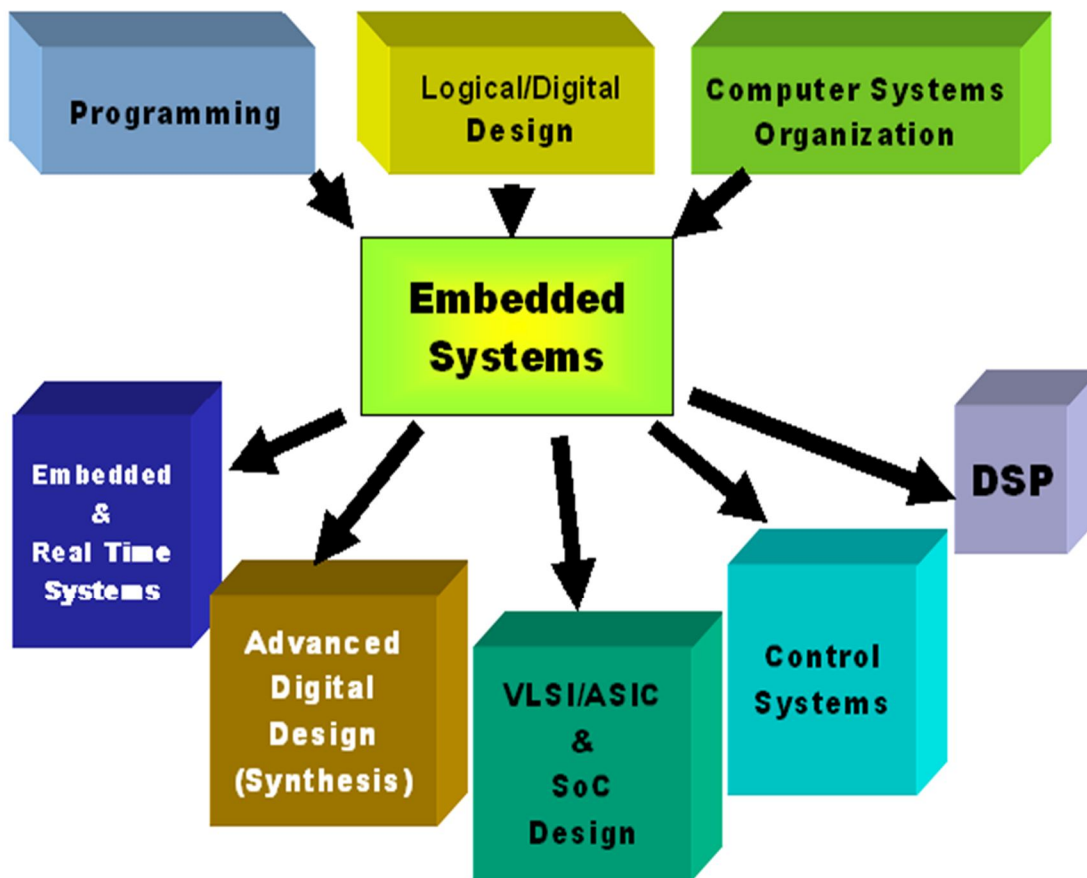 Programming
Logical/Digital
Design
Computer Systems
Organization
Embedded
Systems
Embedded
&
Real Time
Systems
Advanced
Digital
Design
(Synthesis)
VLSI/ASIC
&
SoC
Design
Control
Systems
DSP